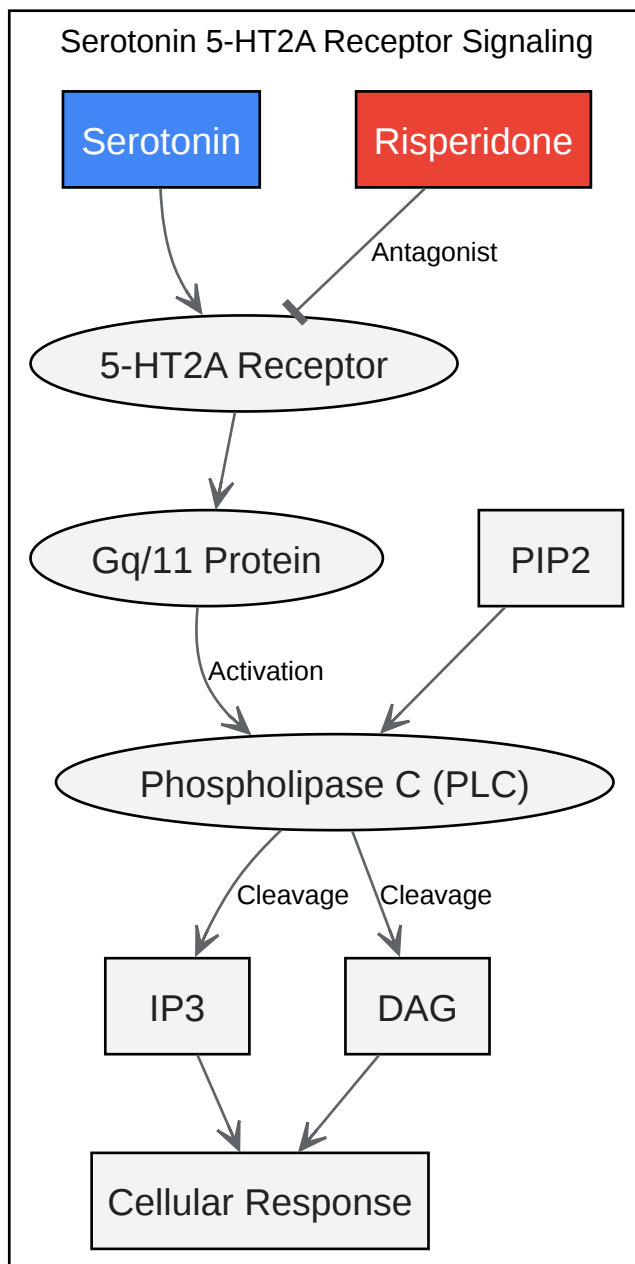 Serotonin 5-HT2A Receptor Signaling
Serotonin
Risperidone
Antagonist
5-HT2A Receptor
Gq/11 Protein
PIP2
Activation
Phospholipase C (PLC)
Cleavage
Cleavage
IP3
DAG
Cellular Response